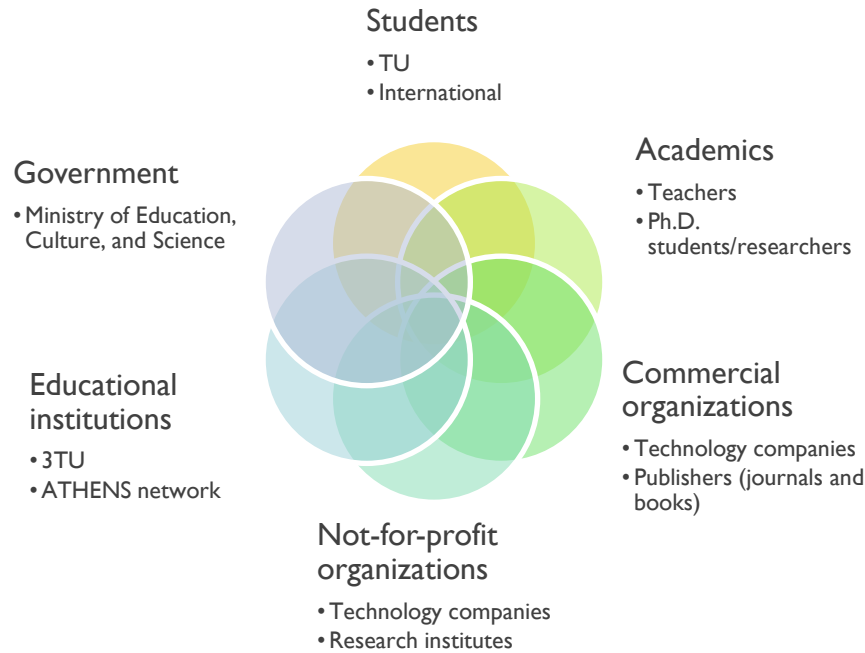 Students
• TU
• International
Government
• Ministry of Education,
Culture, and Science
Academics
• Teachers
• Ph.D.
students/researchers
Educational
institutions
• 3TU
• ATHENS network
Commercial
organizations
• Technology companies
• Publishers (journals and
books)
Not-for-profit
organizations
• Technology companies
• Research institutes